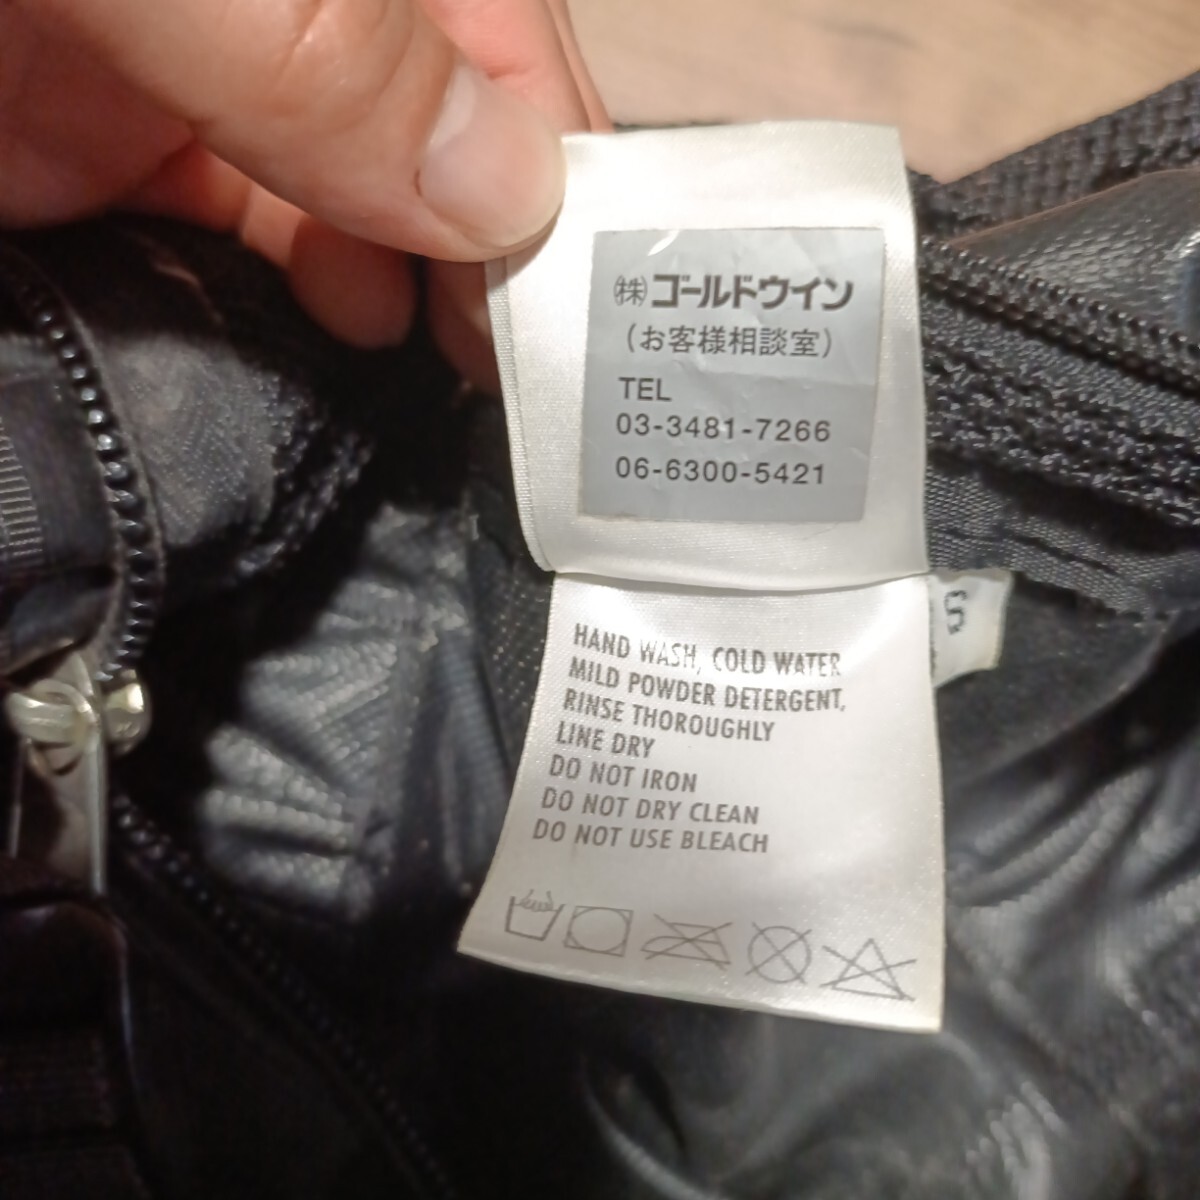 ㈱ゴールドウイン
(お客様相談室)
TEL
03-3481-7266
06-6300-5421
S
HAND WASH, COLD WATER
MILD POWDER DETERGENT,
RINSE THOROUGHLY
LINE DRY
DO NOT IRON
DO NOT DRY CLEAN
DO NOT USE BLEACH